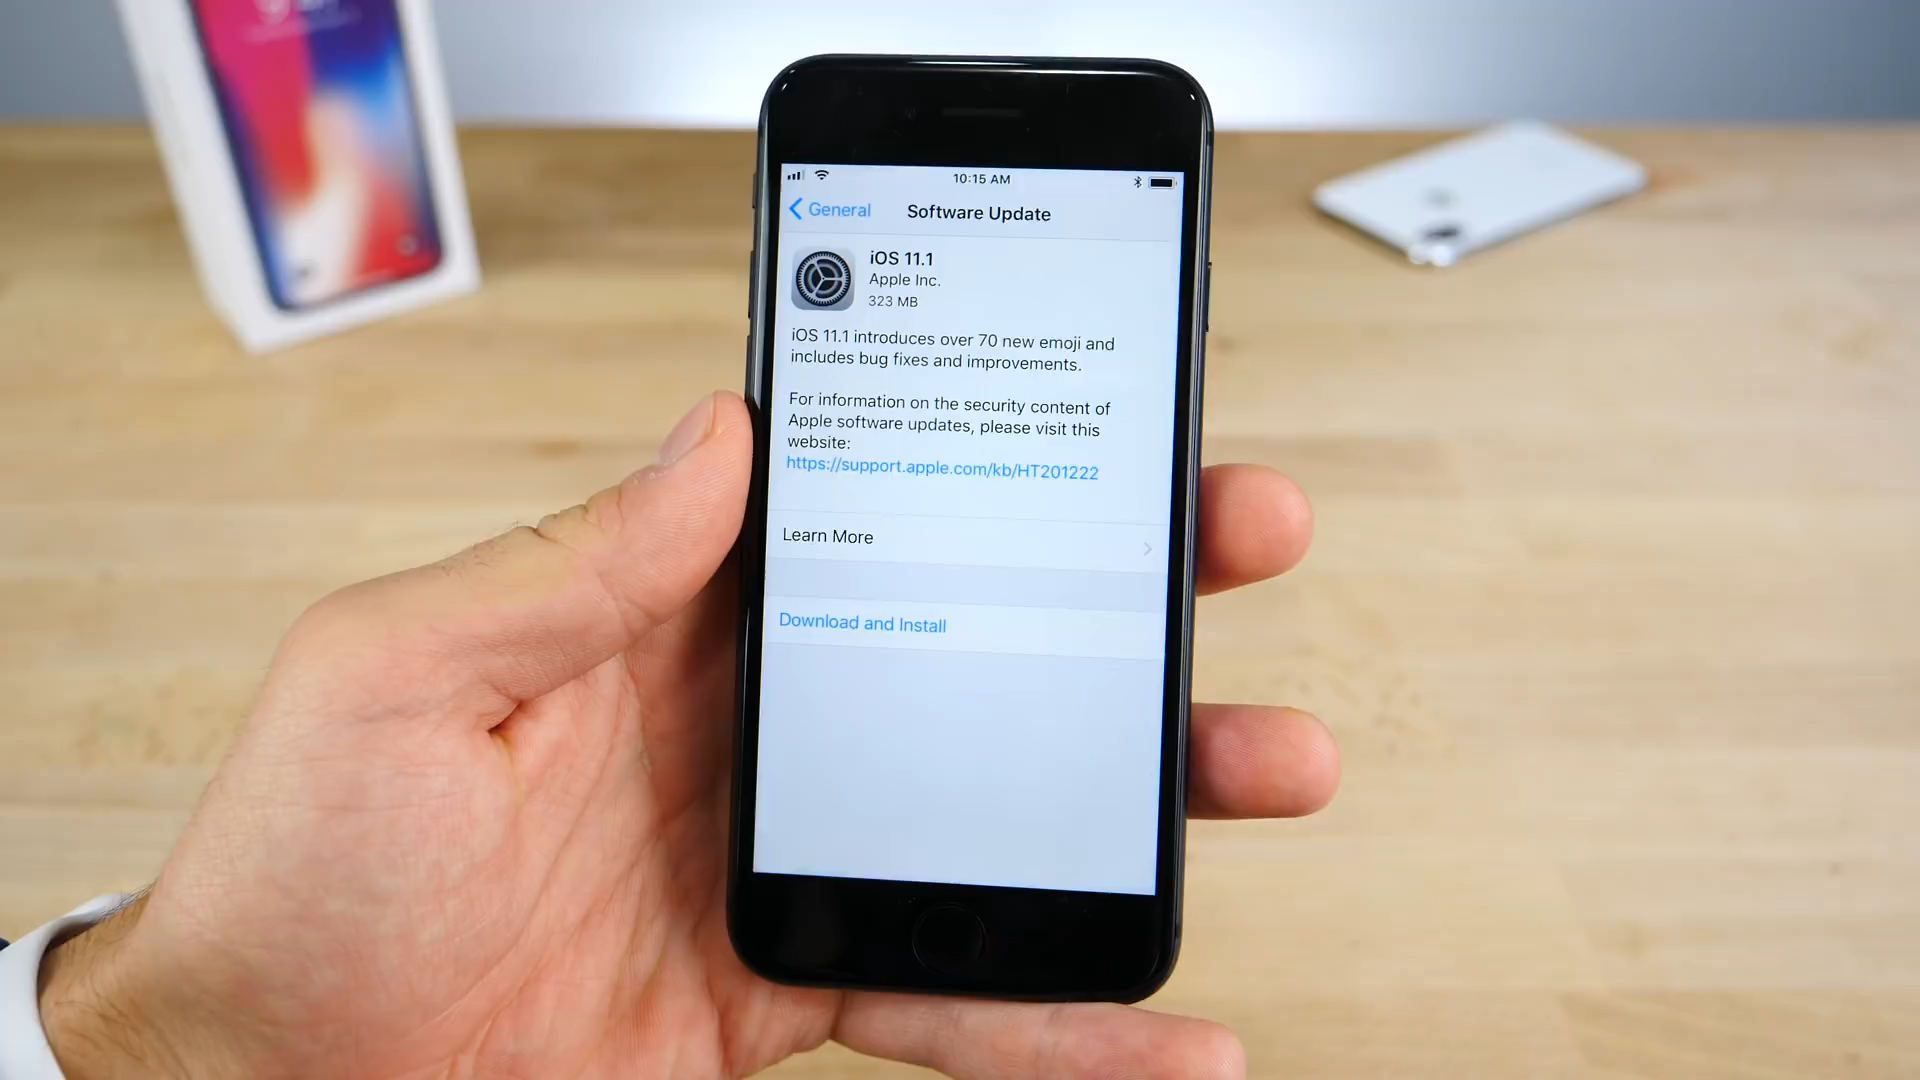 10:15 AM
General
Software Update
iOS 11.1
Apple Inc.
323 MB
iOS 11.1 introduces over 70 new emoji and
includes bug fixes and improvements.
For information on the security content of
Apple software updates, please visit this
website:
https://support.apple.com/kb/HT201222
Learn More
Download and Install